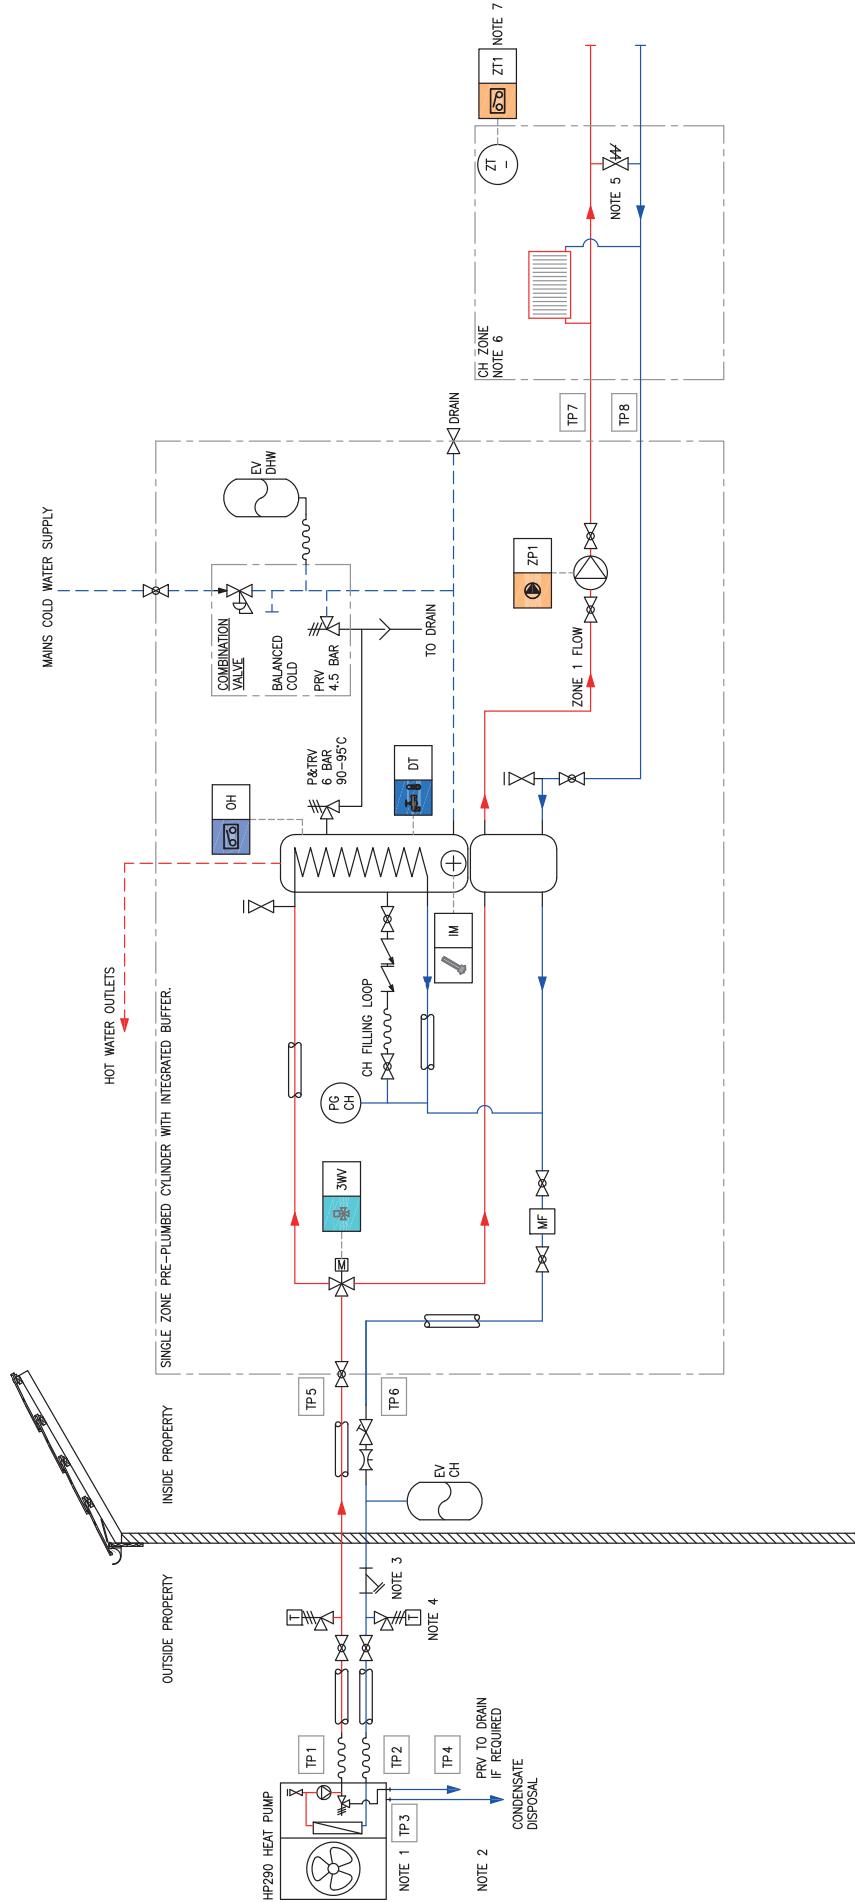 MAINS COLD WATER SUPPLY
HOT WATER OUTLETS
SINGLE ZONE PRE-PLUMBED CYLINDER WITH INTEGRATED BUFFER.
INSIDE PROPERTY
OUTSIDE PROPERTY
HP290 HEAT PUMP
TP1
TP2
TP3
TP4
NOTE 1
NOTE 2
PRV TO DRAIN
IF REQUIRED
CONDENSATE
DISPOSAL
T
T
NOTE 3
NOTE 4
EV
CH
TP5
TP6
M
3WV
PG
CH
CH FILLING LOOP
MF
IM
OH
DT
P&TRV
6 BAR
90-95°C
COMBINATION
VALVE
BALANCED
COLD
PRV
4.5 BAR
TO DRAIN
EV
DHW
DRAIN
ZONE 1 FLOW
ZP1
TP7
TP8
CH ZONE
NOTE 6
NOTE 5
ZT
-
ZT1
NOTE 7